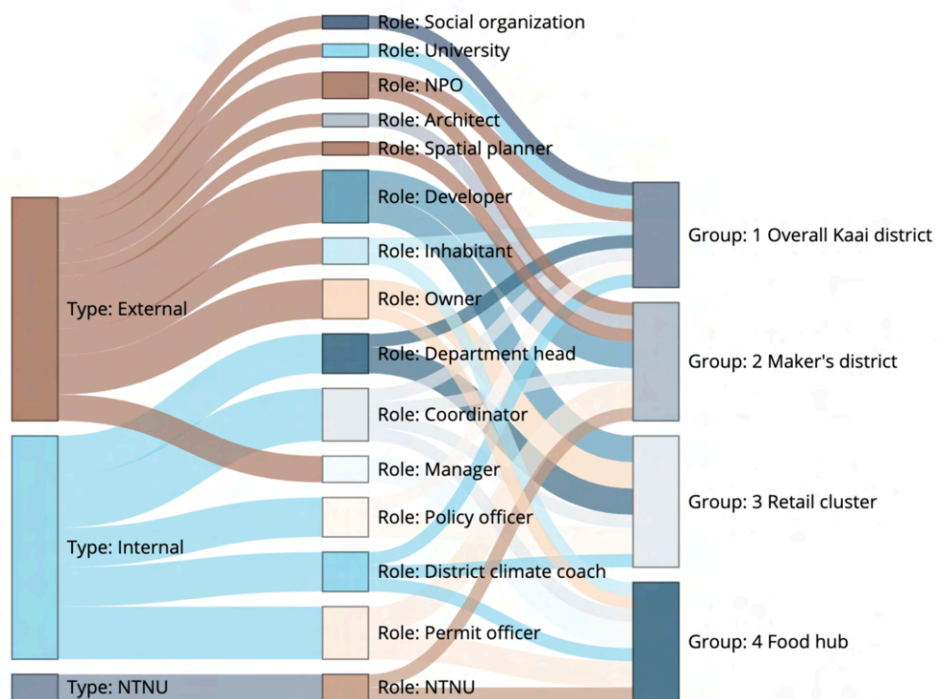 Role: Social organization
Role: University
Role: NPO
Role: Architect
Role: Spatial planner
Role: Developer
Role: Inhabitant
Role: Owner
Role: Department head
Role: Coordinator
Role: Manager
Role: Policy officer
Role: District climate coach
Role: Permit officer
Role: NTNU
Type: External
Type: Internal
Type: NTNU
Group: 1 Overall Kaai district
Group: 2 Maker's district
Group: 3 Retail cluster
Group: 4 Food hub